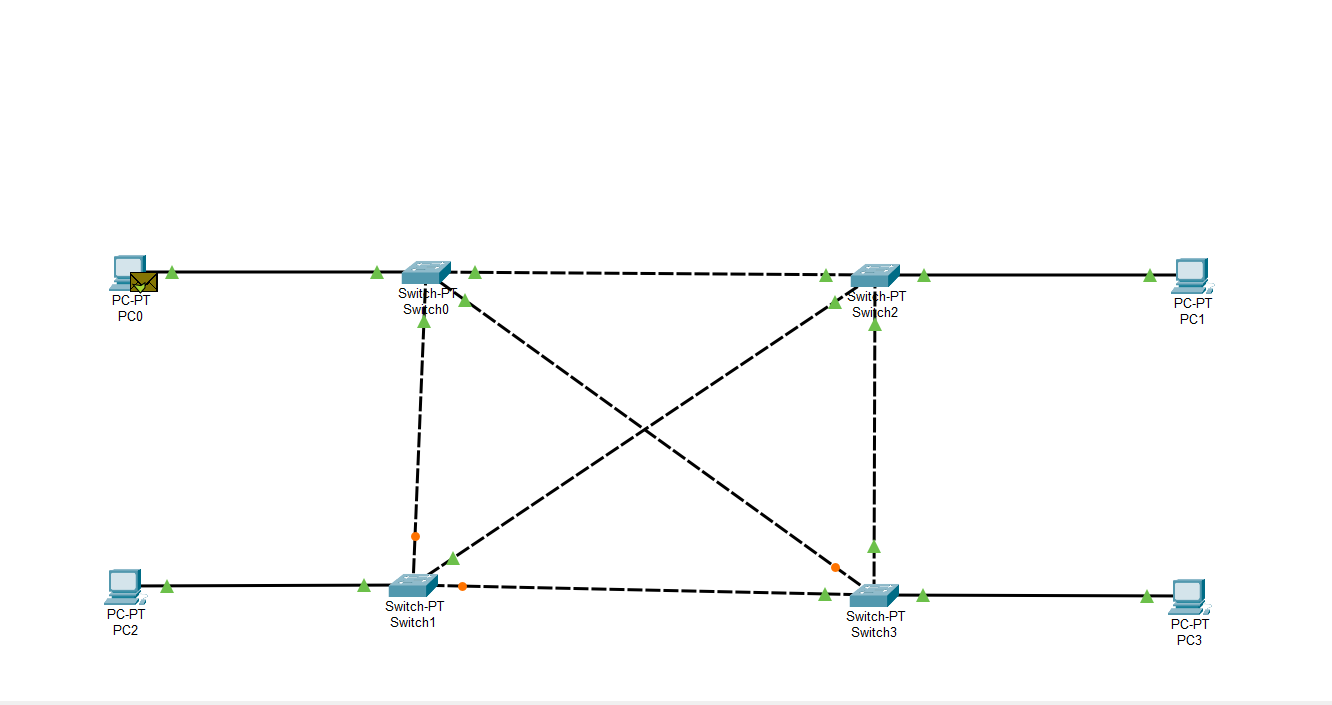 PC-PT
PC0
Switch-PT
Switch0
Switch-PT
Switch2
PC-PT
PC1
PC-PT
PC2
Switch-PT
Switch1
Switch-PT
Switch3
PC-PT
PC3